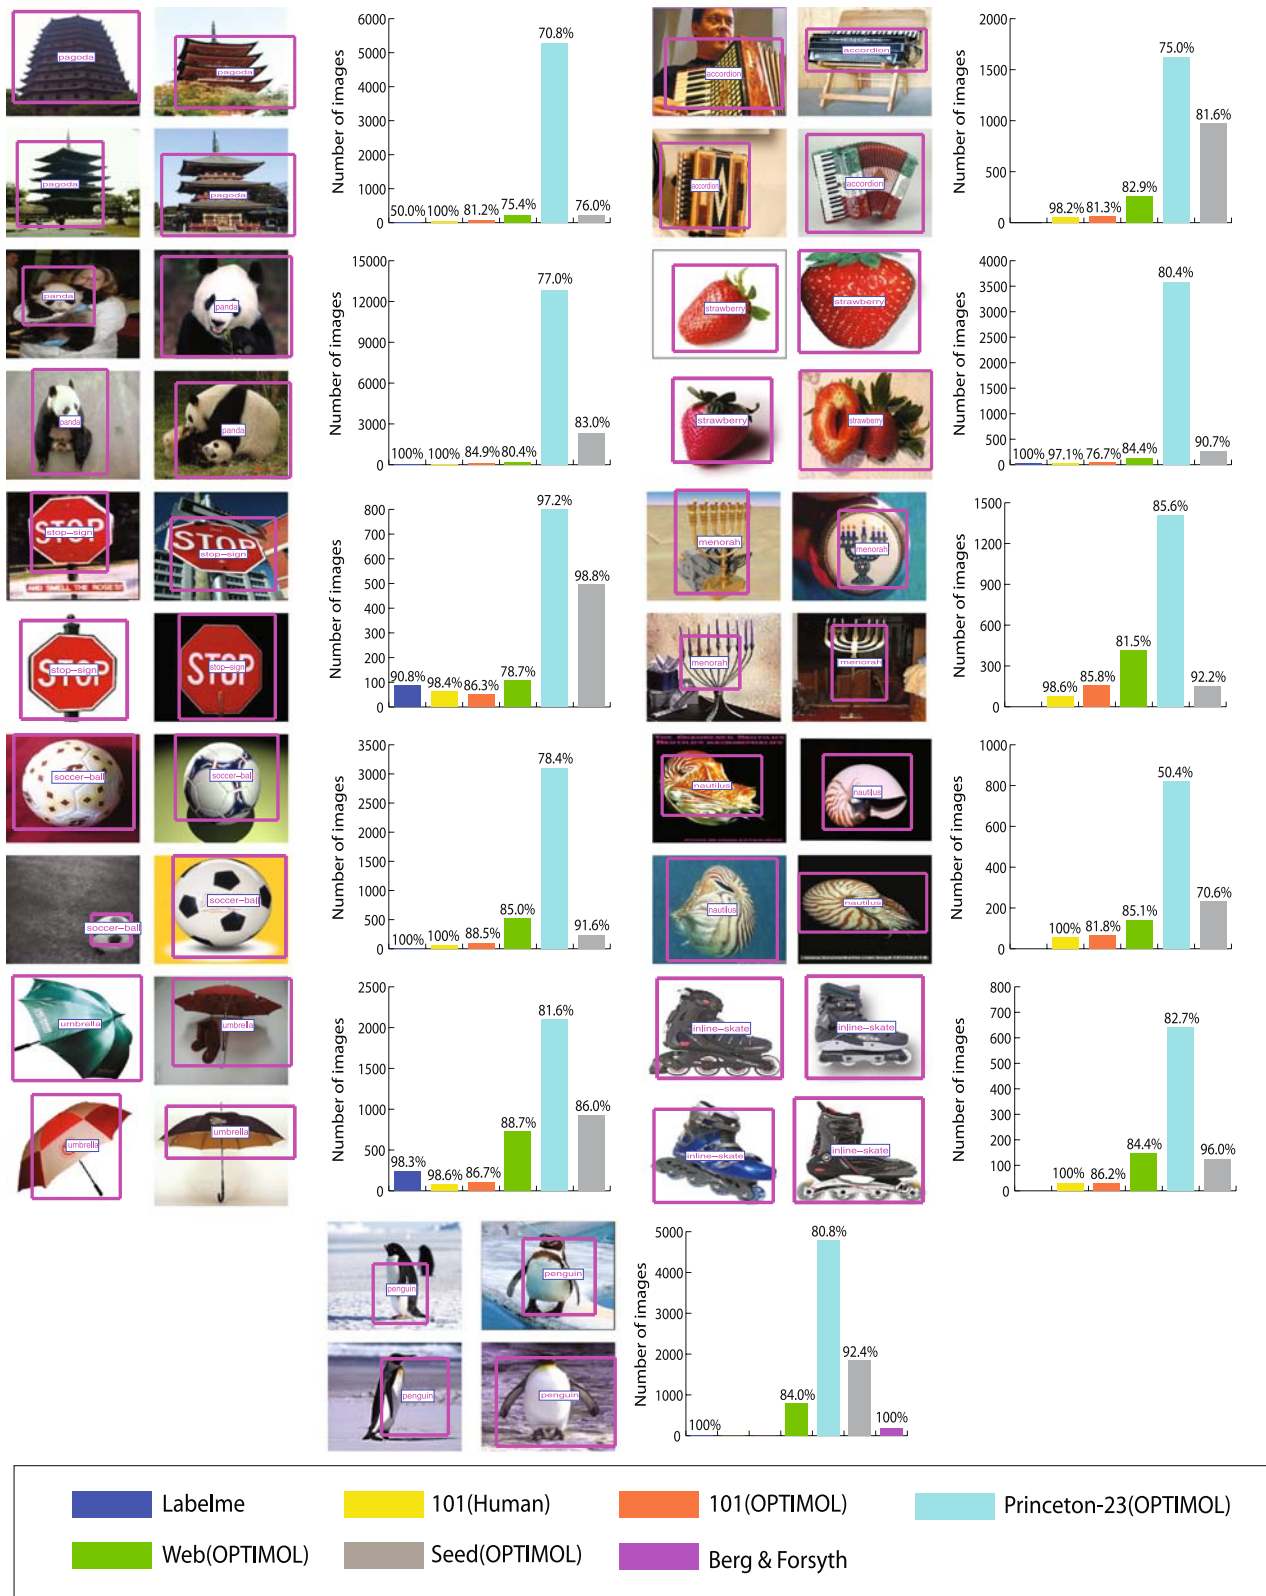 pagoda
pagoda
pagoda
pagoda
Number of images
6000
5000
4000
3000
2000
1000
0
50.0%
100%
81.2%
75.4%
70.8%
76.0%
accordion
accordion
accordion
accordion
Number of images
2000
1500
1000
500
0
98.2%
81.3%
82.9%
75.0%
81.6%
panda
panda
panda
panda
Number of images
15000
12000
9000
6000
3000
0
100%
100%
84.9%
80.4%
77.0%
83.0%
strawberry
strawberry
strawberry
strawberry
Number of images
4000
3500
3000
2500
2000
1500
1000
500
0
100%
97.1%
76.7%
84.4%
80.4%
90.7%
STOP
stop-sign
AND SMELL THE ROSES
STOP
stop-sign
STOP
stop-sign
STOP
stop-sign
Number of images
800
700
600
500
400
300
200
100
0
90.8%
98.4%
86.3%
78.7%
97.2%
98.8%
menorah
menorah
menorah
menorah
Number of images
1500
1200
900
600
300
0
98.6%
85.8%
81.5%
85.6%
92.2%
soccer-ball
soccer-ball
soccer-ball
soccer-ball
Number of images
3500
3000
2500
2000
1500
1000
500
0
100%
100%
88.5%
85.0%
78.4%
91.6%
nautilus
nautilus
nautilus
nautilus
Number of images
1000
800
600
400
200
0
100%
81.8%
85.1%
50.4%
70.6%
umbrella
umbrella
umbrella
umbrella
Number of images
2500
2000
1500
1000
500
0
98.3%
98.6%
86.7%
88.7%
81.6%
86.0%
inline-skate
inline-skate
inline-skate
inline-skate
Number of images
800
700
600
500
400
300
200
100
0
100%
86.2%
84.4%
82.7%
96.0%
penguin
penguin
penguin
penguin
Number of images
5000
4000
3000
2000
1000
0
100%
84.0%
80.8%
92.4%
100%
Labelme
101(Human)
101(OPTIMOL)
Princeton-23(OPTIMOL)
Web(OPTIMOL)
Seed(OPTIMOL)
Berg & Forsyth